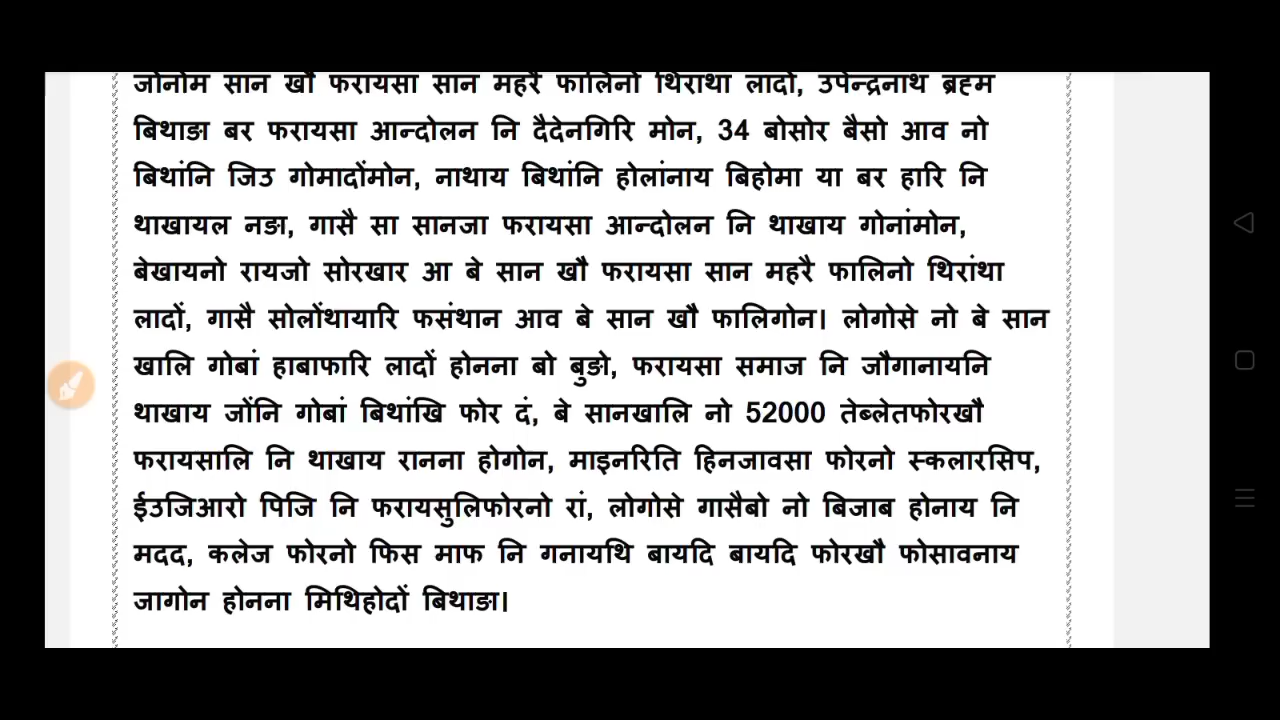 जोनोम सान खौ फरायसा सान महरै फालिनो थिराथा लादो, उपेन्द्रनाथ ब्रह्म
बिथाङा बर फरायसा आन्दोलन नि दैदेनगिरि मोन, 34 बोसोर बैसो आव नो
बिथांनि जिउ गोमादोंमोन, नाथाय बिथांनि होलांनाय बिहोमा या बर हारि नि
थाखायल नङा, गासै सा सानजा फरायसा आन्दोलन नि थाखाय गोनांमोन,
बेखायनो रायजो सोरखार आ बे सान खौ फरायसा सान महरै फालिनो थिरांथा
लादों, गासै सोलोंथायारि फसंथान आव बे सान खौ फालिगोन। लोगोसे नो बे सान
खालि गोबां हाबाफारि लादों होनना बो बुङो, फरायसा समाज नि जौगानायनि
थाखाय जोंनि गोबां बिथांखि फोर दं, बे सानखालि नो 52000 तेब्लेतफोरखौ
फरायसालि नि थाखाय रानना होगोन, माइनरिति हिनजावसा फोरनो स्कलारसिप,
ईउजिआरो पिजि नि फरायसुलिफोरनो रां, लोगोसे गासैबो नो बिजाब होनाय नि
मदद, कलेज फोरनो फिस माफ नि गनायथि बायदि बायदि फोरखौ फोसावनाय
जागोन होनना मिथिहोदों बिथाङा।